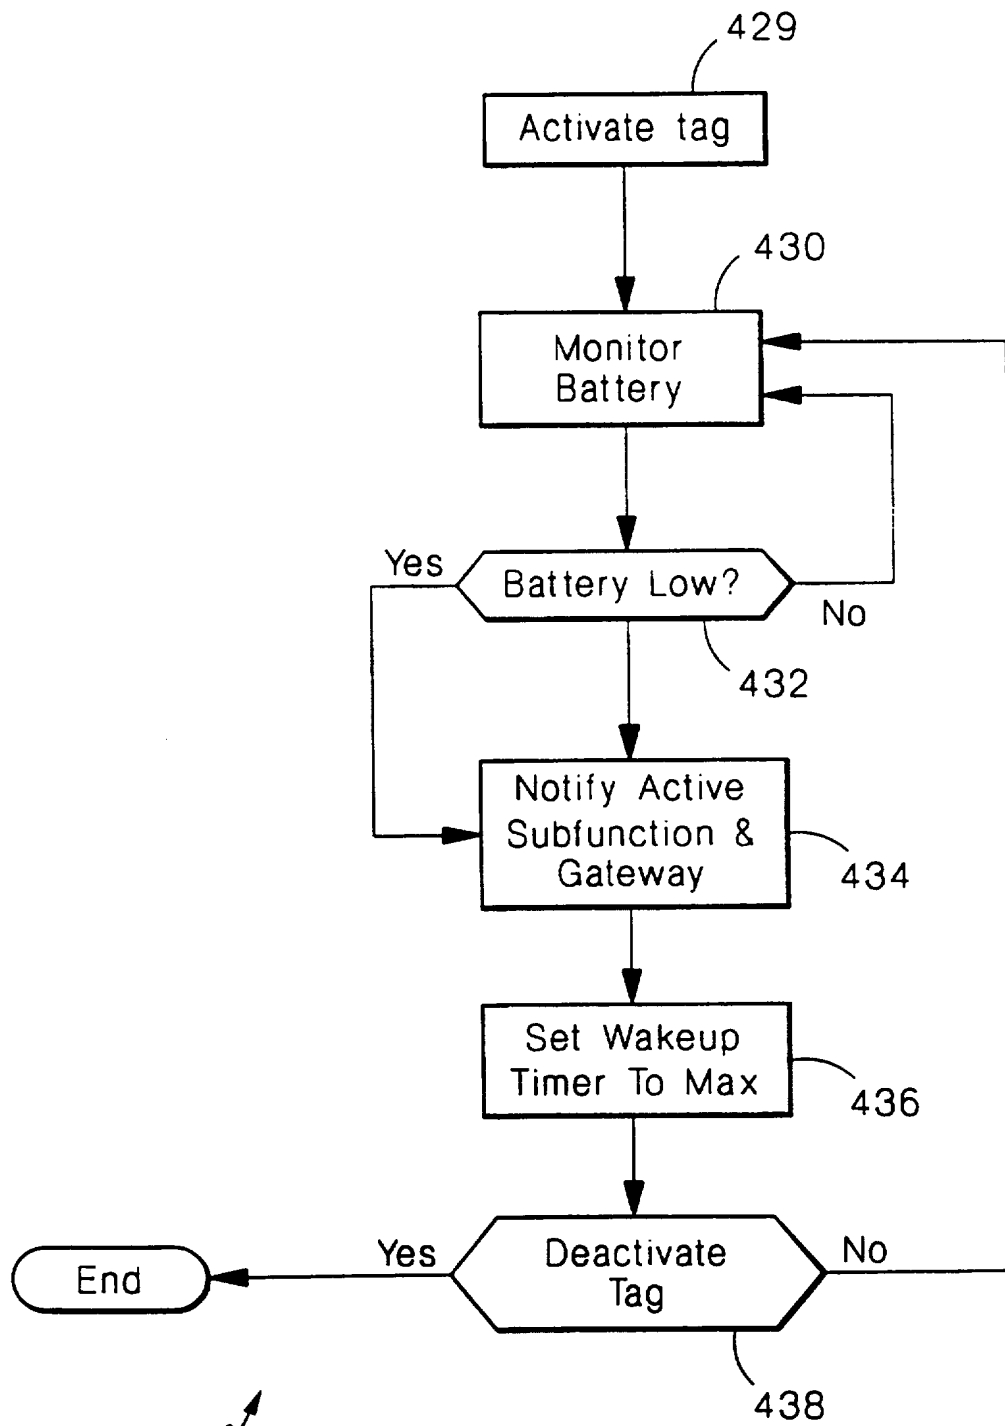 429
Activate tag
430
Monitor
Battery
Yes
Battery Low?
No
432
Notify Active
Subfunction &
Gateway
434
Set Wakeup
Timer To Max
436
Yes
Deactivate
Tag
No
End
438